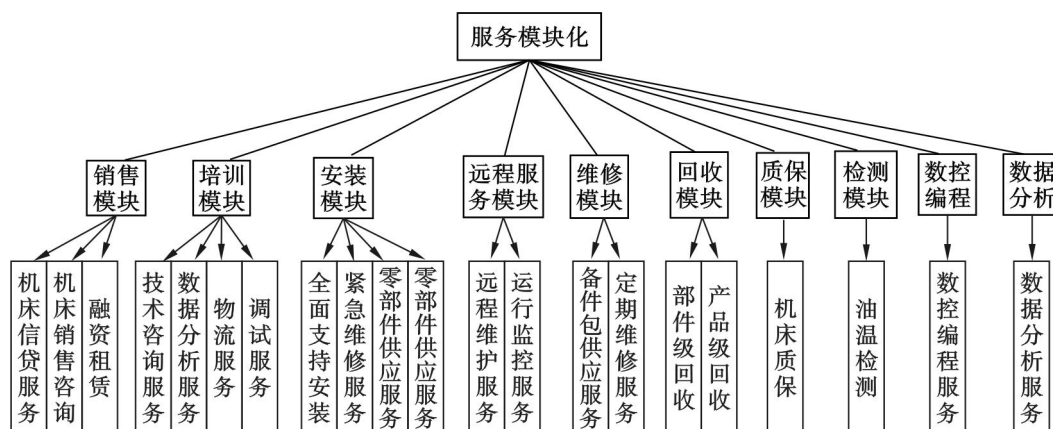 服务模块化
销售
模块
培训
模块
安装
模块
远程服
务模块
维修
模块
回收
模块
质保
模块
检测
模块
数控
编程
数据
分析
机床信贷服务
机床销售咨询
融资租赁
技术咨询服务
数据分析服务
物流服务
调试服务
全面支持安装
紧急维修服务
零部件供应服务
零部件供应服务
远程维护服务
运行监控服务
备件包供应服务
定期维修服务
部件级回收
产品级回收
机床质保
油温检测
数控编程服务
数据分析服务